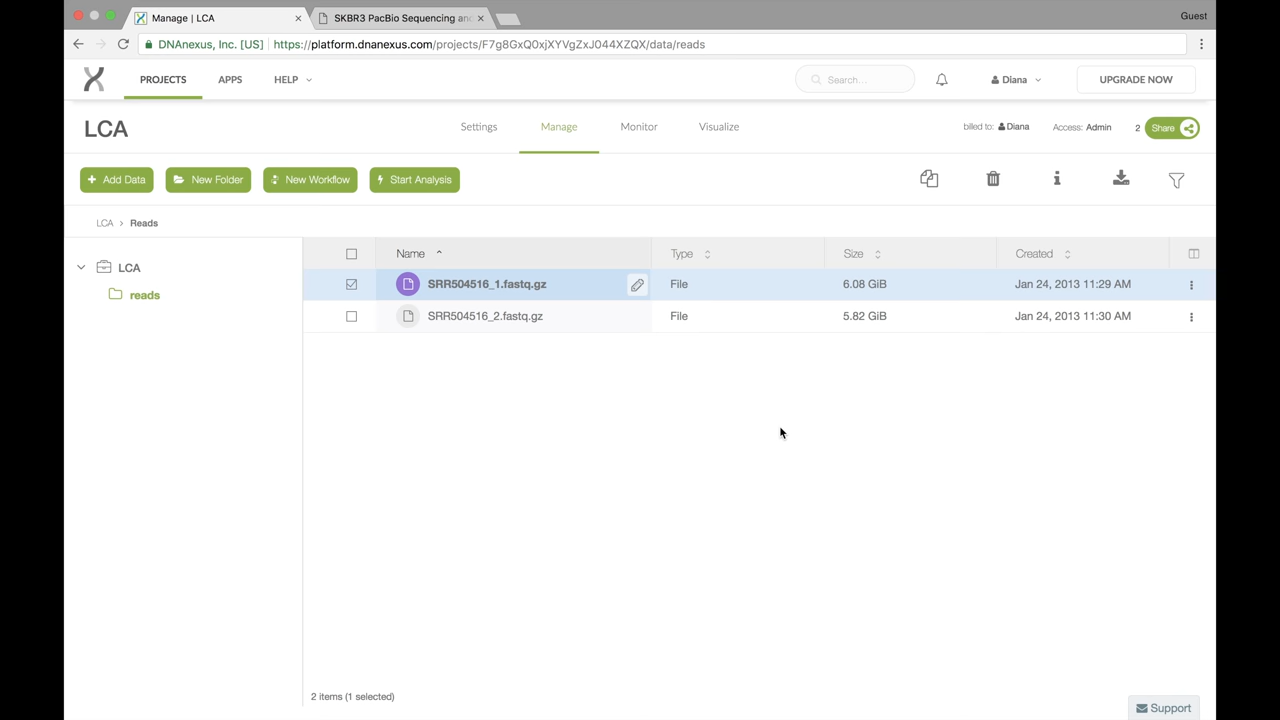 Manage | LCA
SKBR3 PacBio Sequencing an
Guest
DNAnexus, Inc. [US]
https://platform.dnanexus.com/projects/F7g8GxQ0xjXYVgZxJ044XZQX/data/reads
PROJECTS
APPS
HELP
Search...
Diana
UPGRADE NOW
LCA
Settings
Manage
Monitor
Visualize
billed to: Diana
Access: Admin
2
Share
+ Add Data
New Folder
New Workflow
Start Analysis
LCA > Reads
LCA
reads
Name Type Size Created
SRR504516_1.fastq.gz File 6.08 GiB Jan 24, 2013 11:29 AM
SRR504516_2.fastq.gz File 5.82 GiB Jan 24, 2013 11:30 AM
2 items (1 selected)
Support